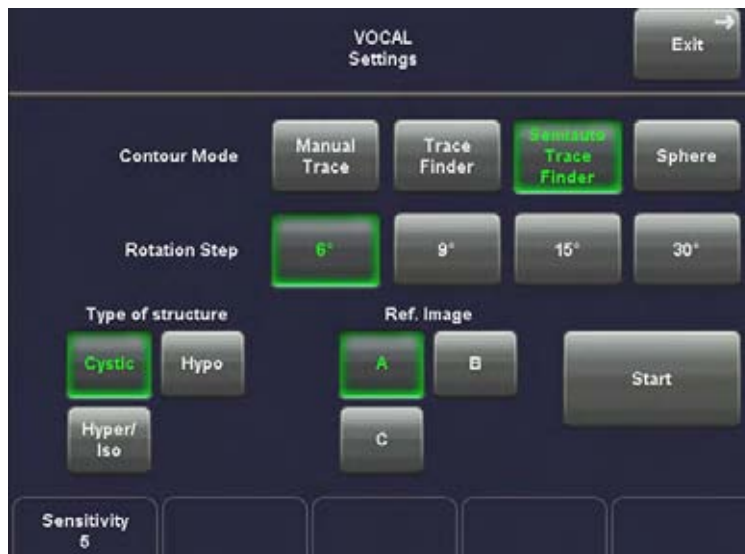 VOCAL
Settings
Exit
Contour Mode
Manual
Trace
Trace
Finder
Semiauto
Trace
Finder
Sphere
Rotation Step
6°
9°
15°
30°
Type of structure
Ref. Image
Cystic
Hypo
A
B
Start
Hyper/
Iso
C
Sensitivity
5